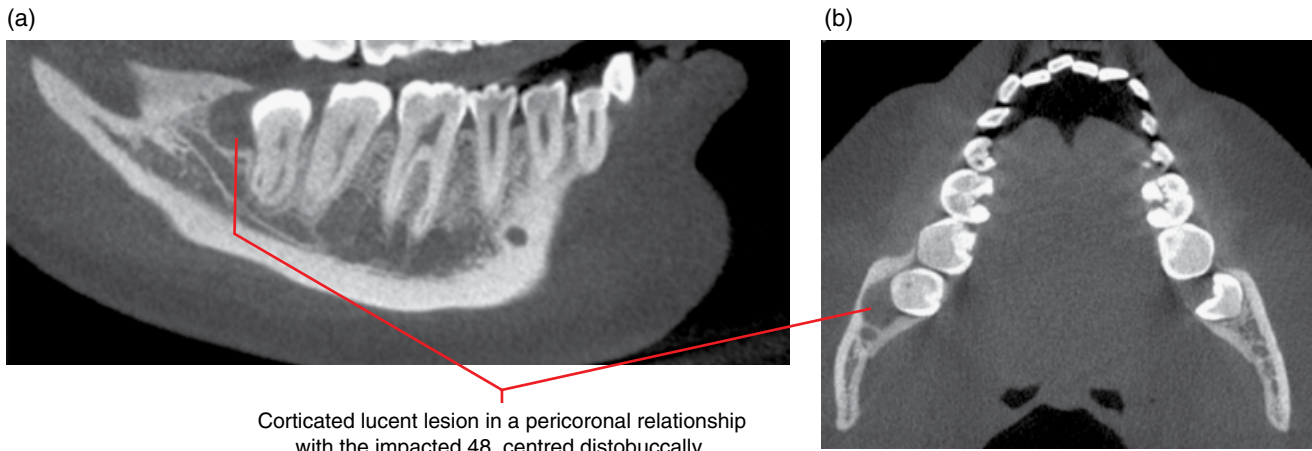 (a)
(b)
Corticated lucent lesion in a pericoronal relationship
with the impacted 48, centred distobuccally